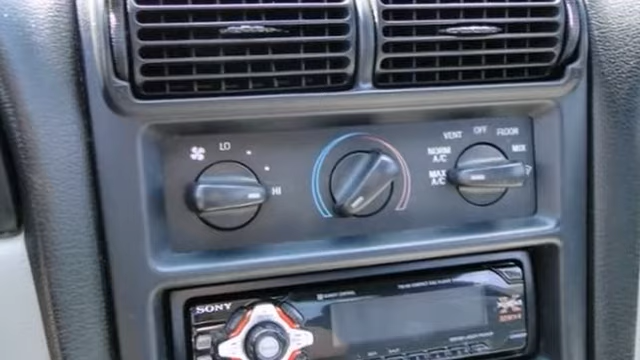 LO
HI
VENT OFF FLOOR
NORM A/C
MIX
MAX A/C
SONY